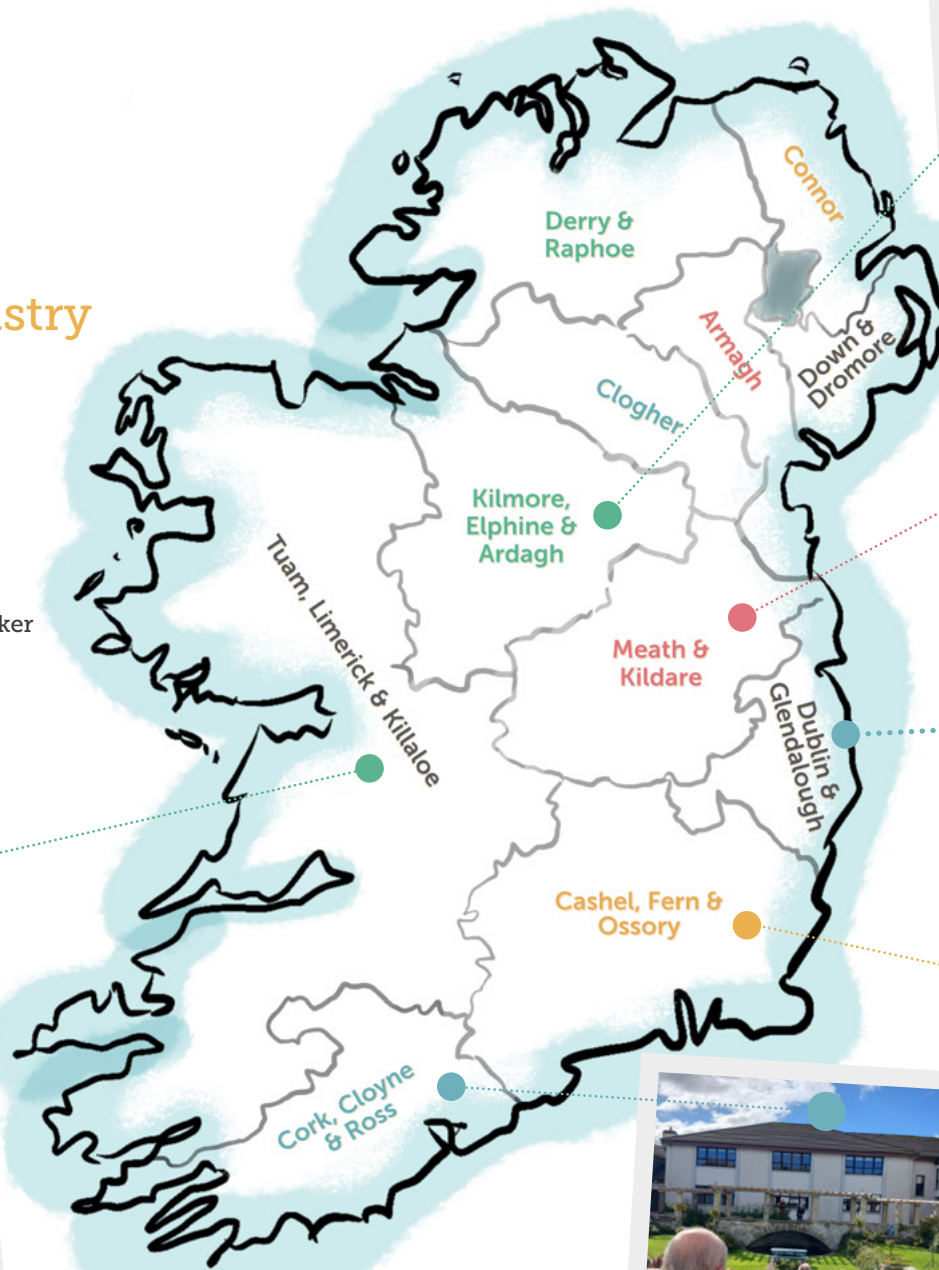 Connor
Derry &
Raphoe
stry
Armagh
Down &
Dromore
Clogher
Kilmore,
Elphine &
Ardagh
Tuam, Limerick & Killaloe
ker
Meath &
Kildare
Dublin &
Glendalough
Cashel, Fern &
Ossory
Cork, Cloyne
& Ross